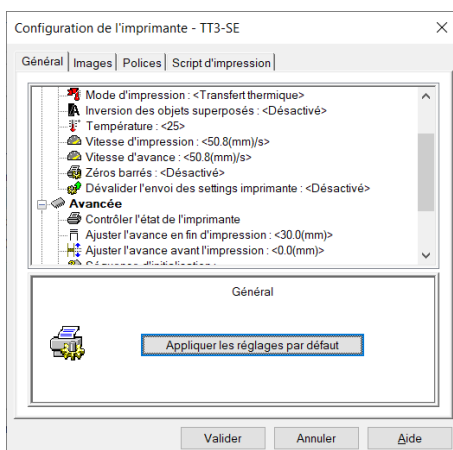 Configuration de l'imprimante - TT3-SE
Général Images Polices Script d'impression
Mode d'impression : <Transfert thermique>
Inversion des objets superposés : <Désactivé>
Température : <25>
Vitesse d'impression : <50.8(mm)/s>
Vitesse d'avance : <50.8(mm)/s>
Zéros barrés : <Désactivé>
Dévalider l'envoi des settings imprimante : <Désactivé>
Avancée
Contrôler l'état de l'imprimante
Ajuster l'avance en fin d'impression : <30.0(mm)>
Ajuster l'avance avant l'impression : <0.0(mm)>
Général
Appliquer les réglages par défaut
Valider Annuler Aide